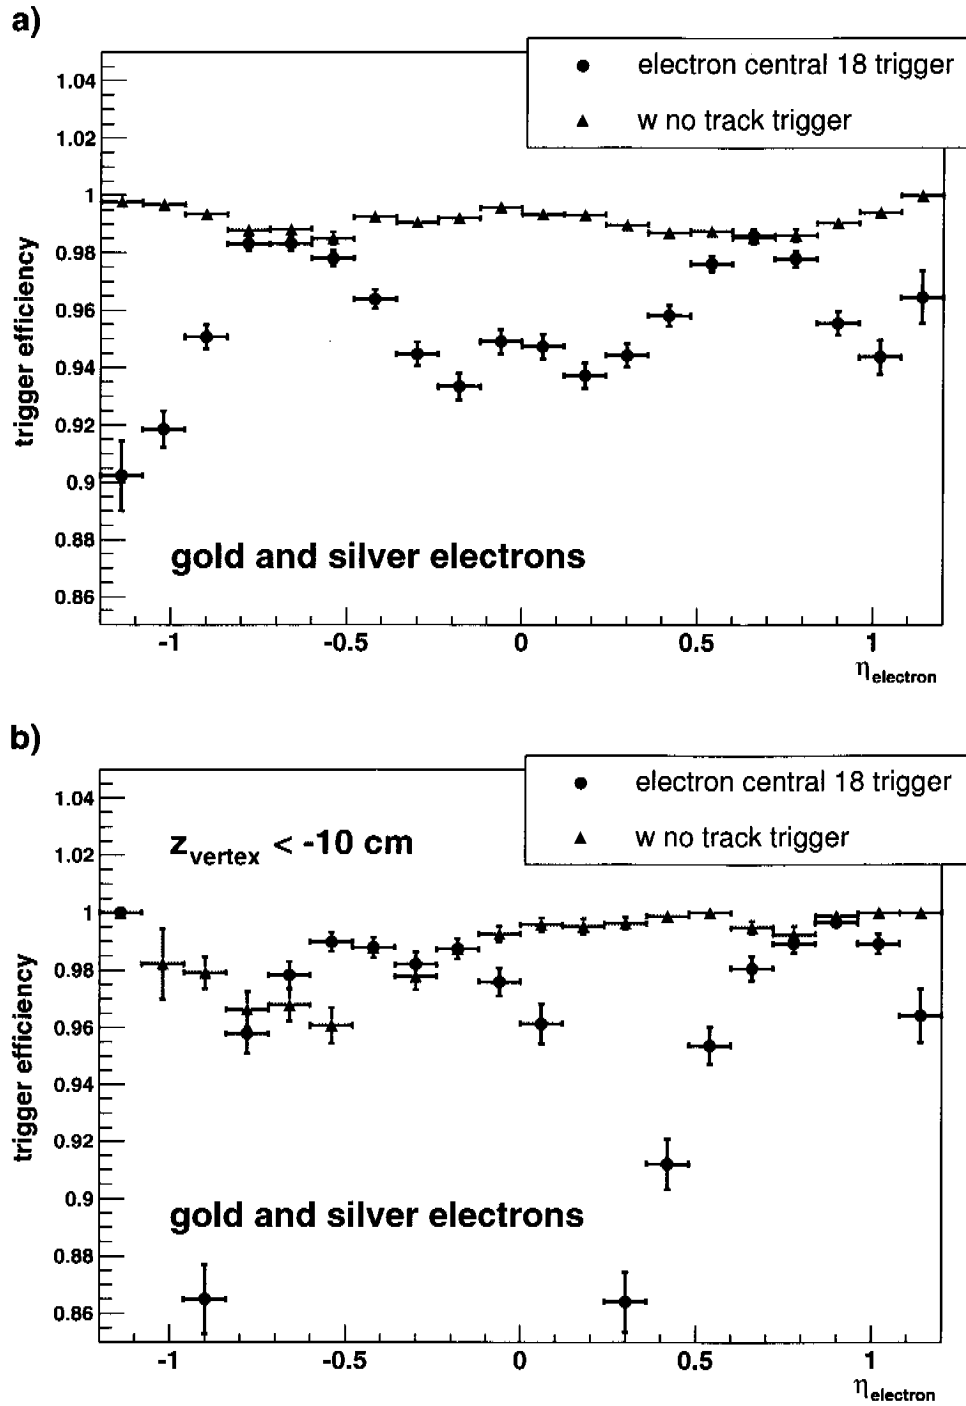 a)
electron central 18 trigger
w no track trigger
1.04
1.02
1
0.98
0.96
0.94
0.92
0.9
0.88
0.86
trigger efficiency
gold and silver electrons
-1 -0.5 0 0.5 1
η electron
b)
electron central 18 trigger
w no track trigger
z vertex < -10 cm
1.04
1.02
1
0.98
0.96
0.94
0.92
0.9
0.88
0.86
trigger efficiency
gold and silver electrons
-1 -0.5 0 0.5 1
η electron